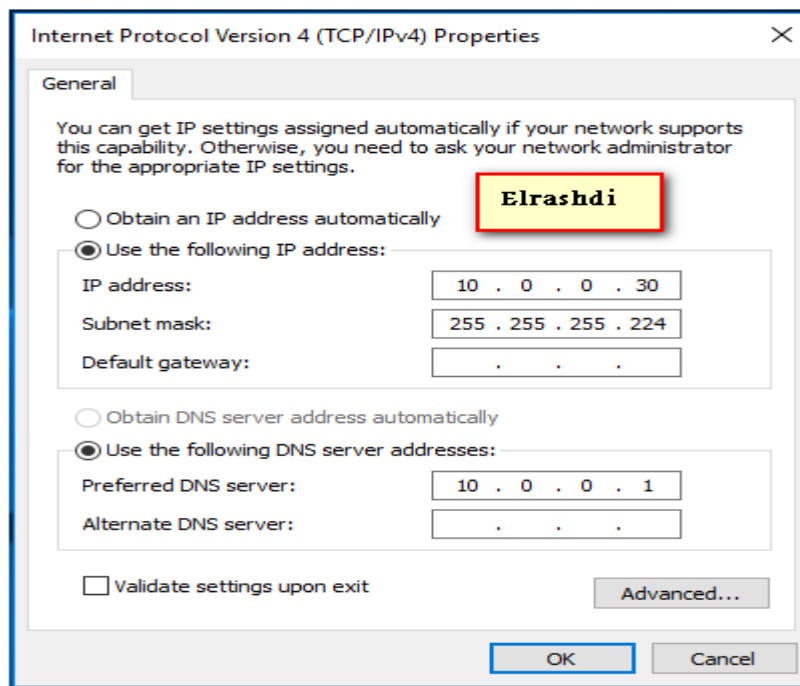 Internet Protocol Version 4 (TCP/IPv4) Properties
General
You can get IP settings assigned automatically if your network supports
this capability. Otherwise, you need to ask your network administrator
for the appropriate IP settings.
Elrashdi
Obtain an IP address automatically
Use the following IP address:
IP address: 10 . 0 . 0 . 30
Subnet mask: 255 . 255 . 255 . 224
Default gateway: . . .
Obtain DNS server address automatically
Use the following DNS server addresses:
Preferred DNS server: 10 . 0 . 0 . 1
Alternate DNS server: . . .
Validate settings upon exit
Advanced...
OK Cancel